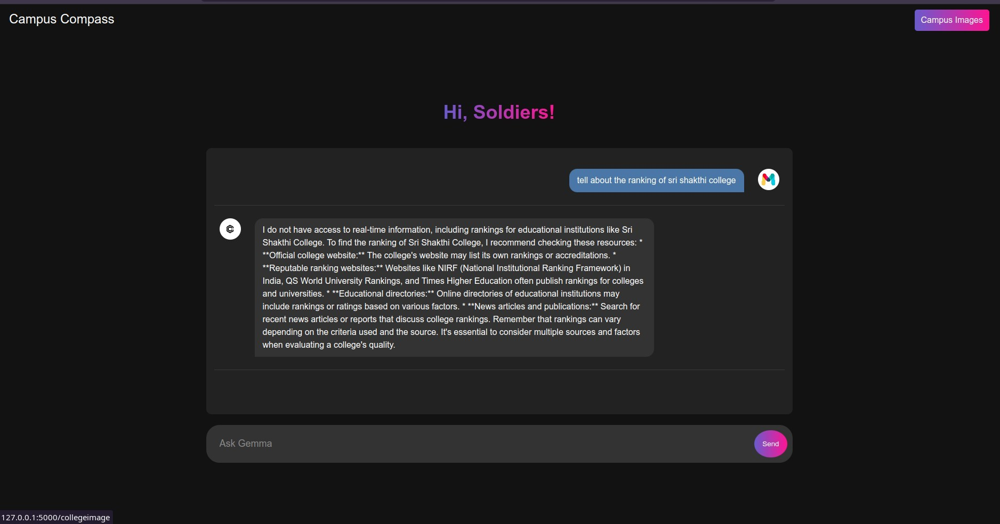 Campus Compass
Campus Images
Hi, Soldiers!
tell about the ranking of sri shakthi college
I do not have access to real-time information, including rankings for educational institutions like Sri
Shakthi College. To find the ranking of Sri Shakthi College, I recommend checking these resources: *
**Official college website:** The college's website may list its own rankings or accreditations. *
**Reputable ranking websites:** Websites like NIRF (National Institutional Ranking Framework) in
India, QS World University Rankings, and Times Higher Education often publish rankings for colleges
and universities. * **Educational directories:** Online directories of educational institutions may
include rankings or ratings based on various factors. * **News articles and publications:** Search for
recent news articles or reports that discuss college rankings. Remember that rankings can vary
depending on the criteria used and the source. It's essential to consider multiple sources and factors
when evaluating a college's quality.
Ask Gemma
Send
127.0.0.1:5000/collegeimage